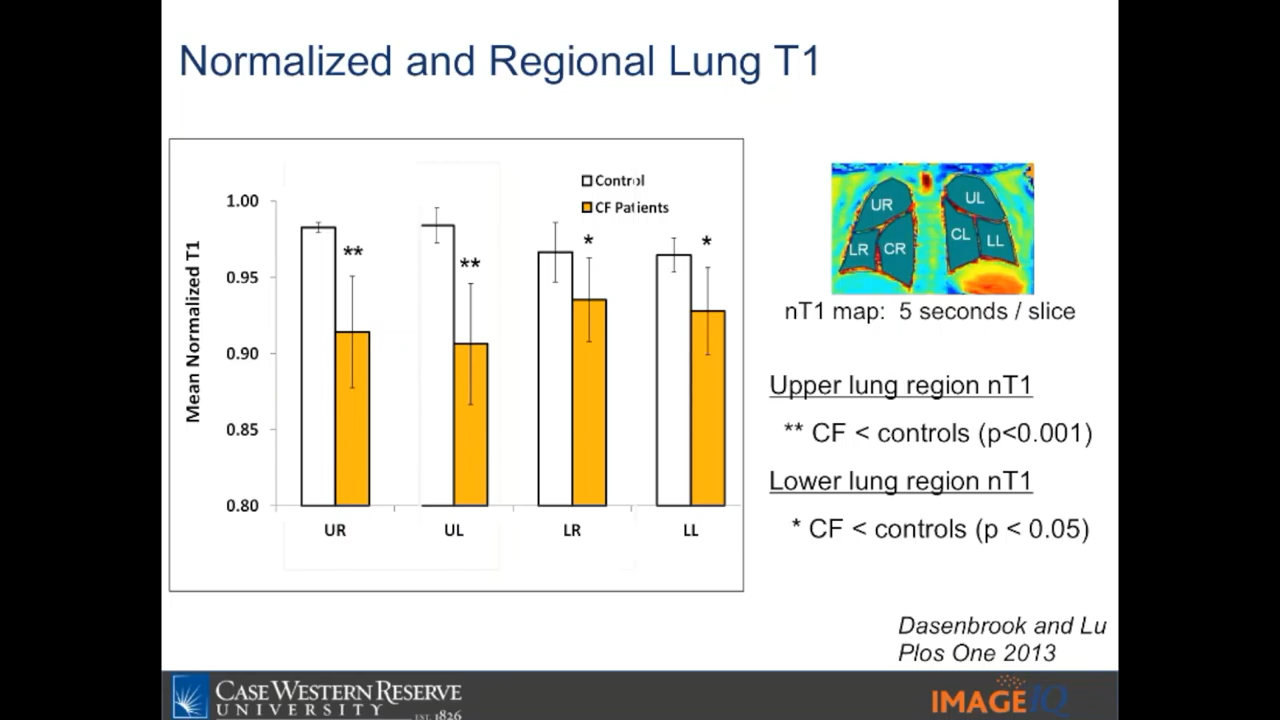 Normalized and Regional Lung T1
Control
CF Patients
Mean Normalized T1
1.00
0.95
0.90
0.85
0.80
**
**
*
*
UR
UL
LR
LL
UR
UL
LR
CR
CL
LL
nT1 map: 5 seconds / slice
Upper lung region nT1
** CF < controls (p<0.001)
Lower lung region nT1
* CF < controls (p < 0.05)
Dasenbrook and Lu
Plos One 2013
CASE WESTERN RESERVE
UNIVERSITY
EST. 1826
IMAGEIQ